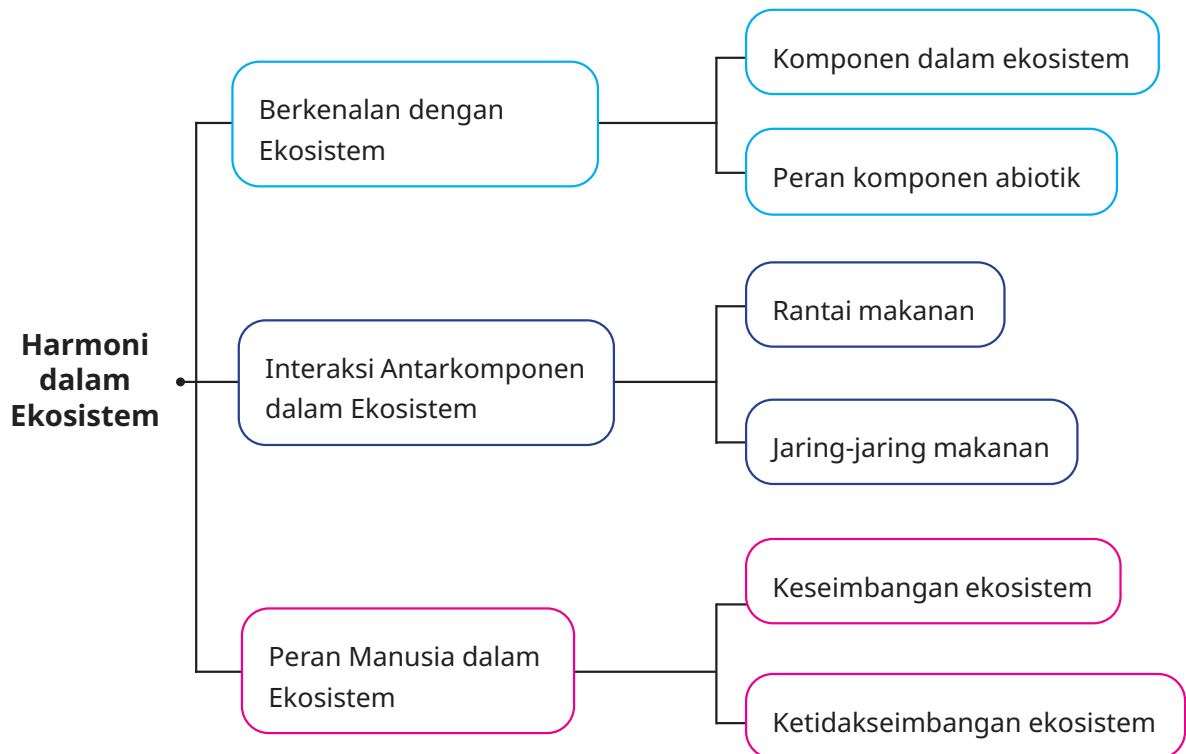 Harmoni
dalam
Ekosistem
Berkenalan dengan
Ekosistem
Komponen dalam ekosistem
Peran komponen abiotik
Interaksi Antarkomponen
dalam Ekosistem
Rantai makanan
Jaring-jaring makanan
Peran Manusia dalam
Ekosistem
Keseimbangan ekosistem
Ketidakseimbangan ekosistem